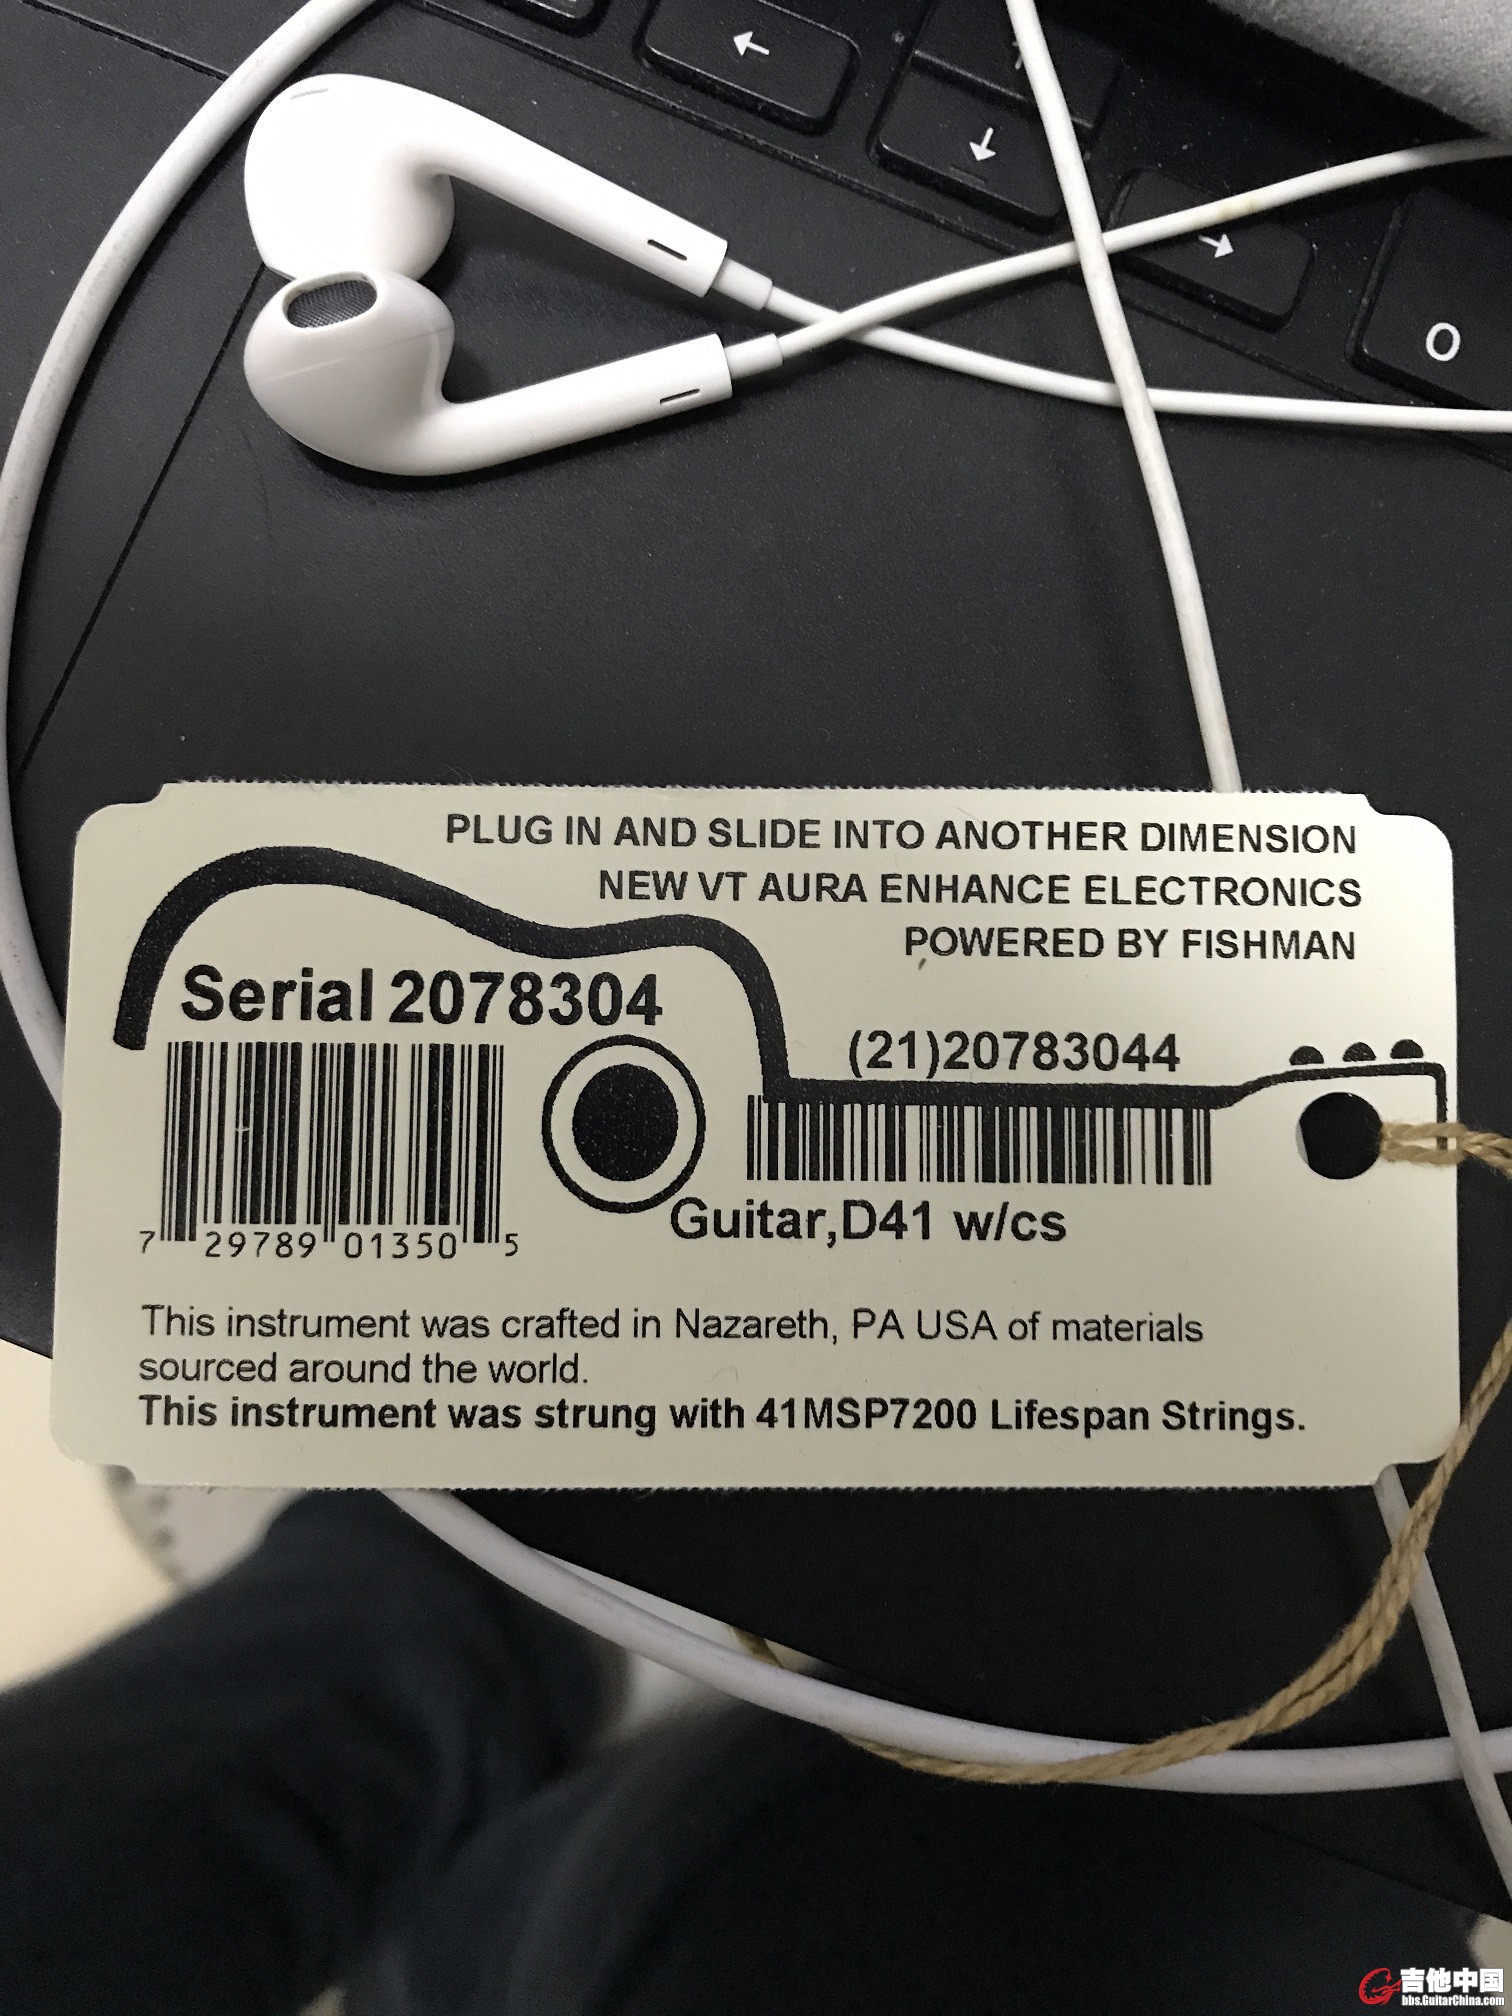 O
PLUG IN AND SLIDE INTO ANOTHER DIMENSION
NEW VT AURA ENHANCE ELECTRONICS
POWERED BY FISHMAN
Serial 2078304
(21)20783044
7 29789 01350 5
Guitar,D41 w/cs
This instrument was crafted in Nazareth, PA USA of materials
sourced around the world.
This instrument was strung with 41MSP7200 Lifespan Strings.
吉他中国
bbs.GuitarChina.com